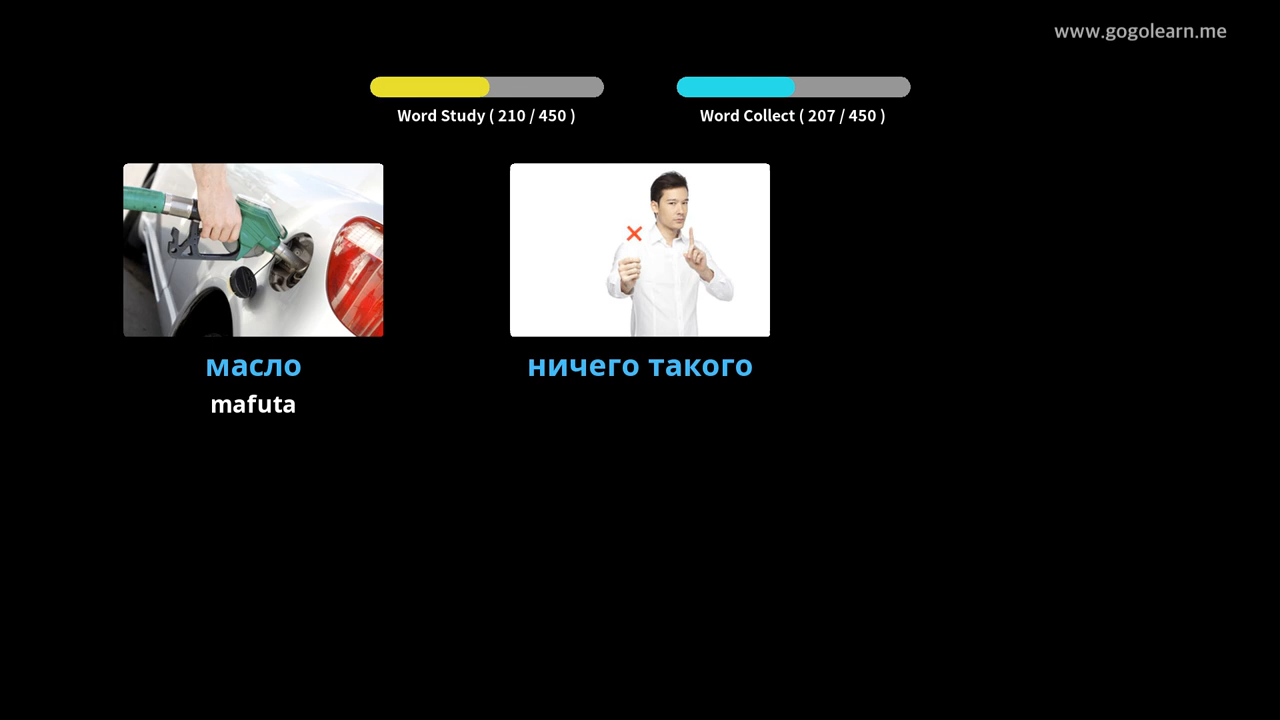 www.gogolearn.me
Word Study ( 210 / 450 )
Word Collect ( 207 / 450 )
масло
mafuta
ничего такого